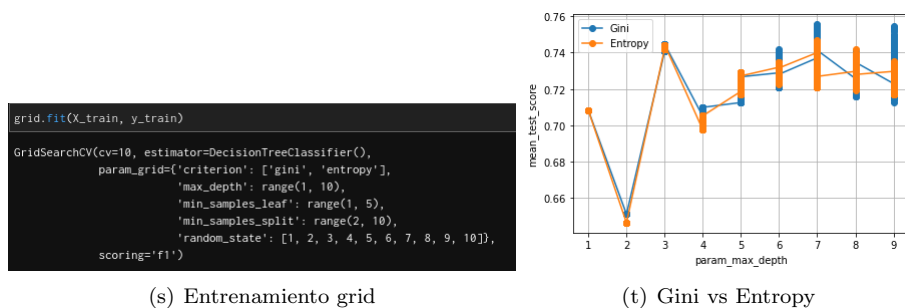 grid.fit(X_train, y_train)
GridSearchCV(cv=10, estimator=DecisionTreeClassifier(),
param_grid={'criterion': ['gini', 'entropy'],
'max_depth': range(1, 10),
'min_samples_leaf': range(1, 5),
'min_samples_split': range(2, 10),
'random_state': [1, 2, 3, 4, 5, 6, 7, 8, 9, 10]},
scoring='f1')
(s) Entrenamiento grid
Gini
Entropy
mean_test_score
0.76
0.74
0.72
0.70
0.68
0.66
1 2 3 4 5 6 7 8 9
param_max_depth
(t) Gini vs Entropy